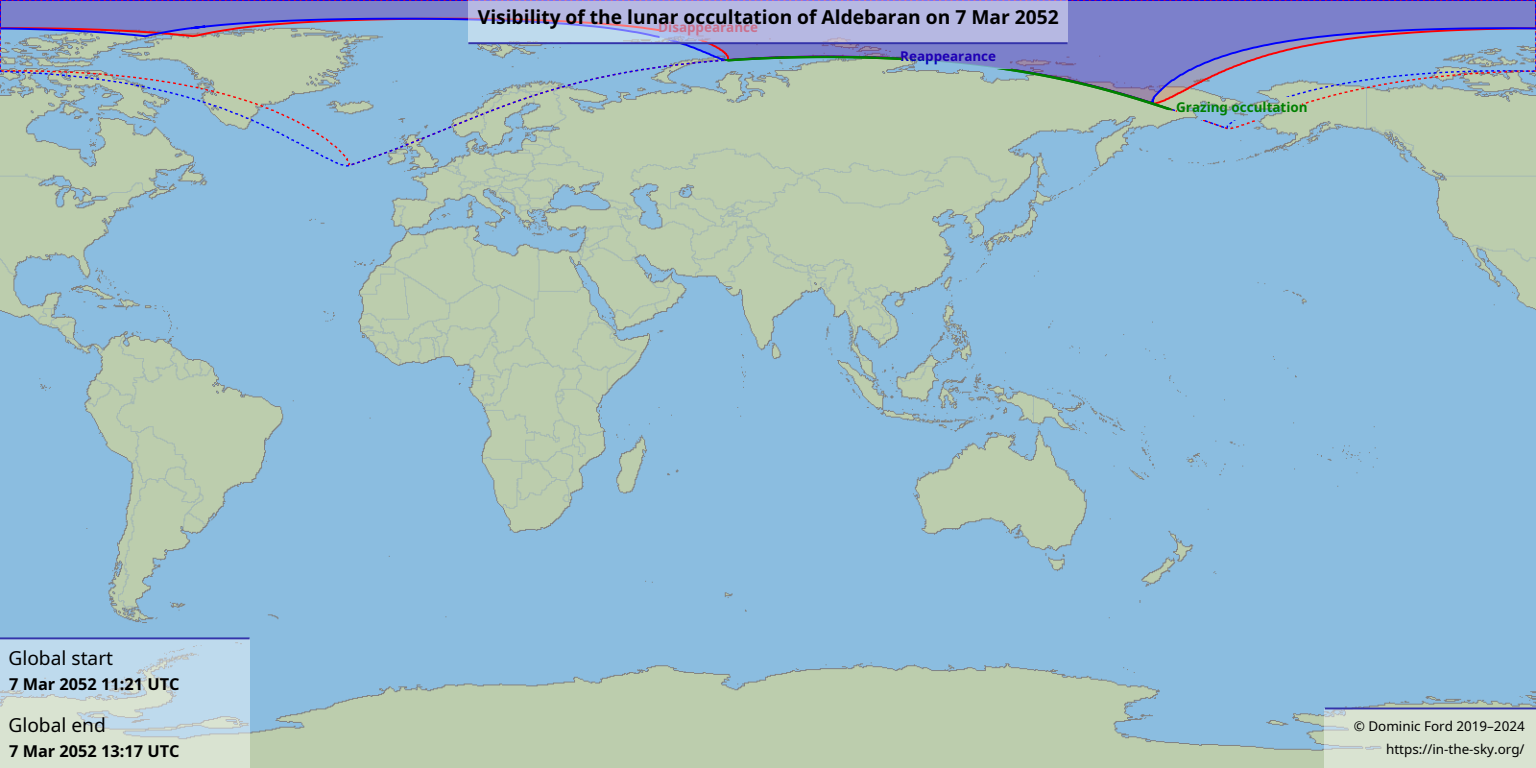 Visibility of the lunar occultation of Aldebaran on 7 Mar 2052
Disappearance
Reappearance
Grazing occultation
Global start
7 Mar 2052 11:21 UTC
Global end
7 Mar 2052 13:17 UTC
© Dominic Ford 2019–2024
https://in-the-sky.org/